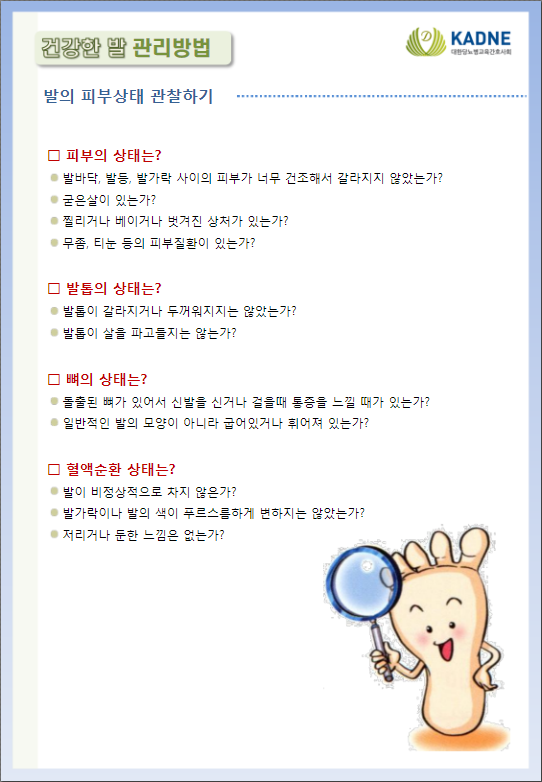 건강한 발 관리방법
KADNE
대한당뇨병교육간호사회
발의 피부상태 관찰하기
□ 피부의 상태는?
● 발바닥, 발등, 발가락 사이의 피부가 너무 건조해서 갈라지지 않았는가?
● 굳은살이 있는가?
● 찔리거나 베이거나 벗겨진 상처가 있는가?
● 무좀, 티눈 등의 피부질환이 있는가?
□ 발톱의 상태는?
● 발톱이 갈라지거나 두꺼워지지는 않았는가?
● 발톱이 살을 파고들지는 않는가?
□ 뼈의 상태는?
● 돌출된 뼈가 있어서 신발을 신거나 걸을때 통증을 느낄 때가 있는가?
● 일반적인 발의 모양이 아니라 굽어있거나 휘어져 있는가?
□ 혈액순환 상태는?
● 발이 비정상적으로 차지 않은가?
● 발가락이나 발의 색이 푸르스름하게 변하지는 않았는가?
● 저리거나 둔한 느낌은 없는가?